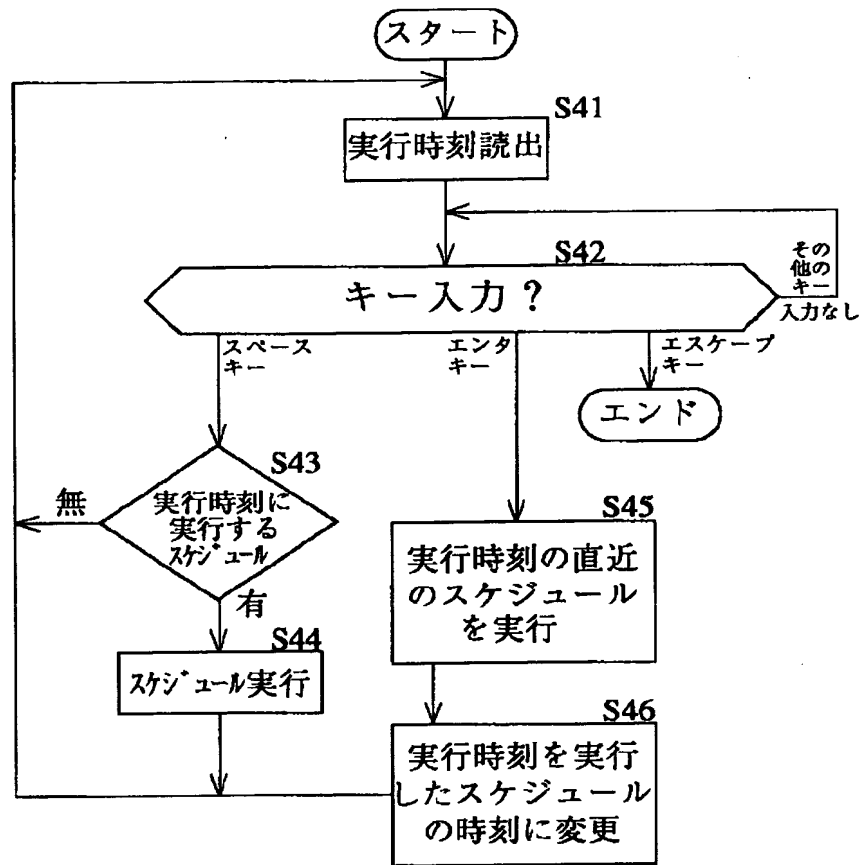 スタート
S41
実行時刻読出
S42
キー入力?
その
他の
キー
入力なし
スペース
キー
エンタ
キー
エスケープ
キー
エンド
S43
実行時刻に
実行する
スケジュール
無
有
S44
スケジュール実行
S45
実行時刻の直近
のスケジュール
を実行
S46
実行時刻を実行
したスケジュール
の時刻に変更